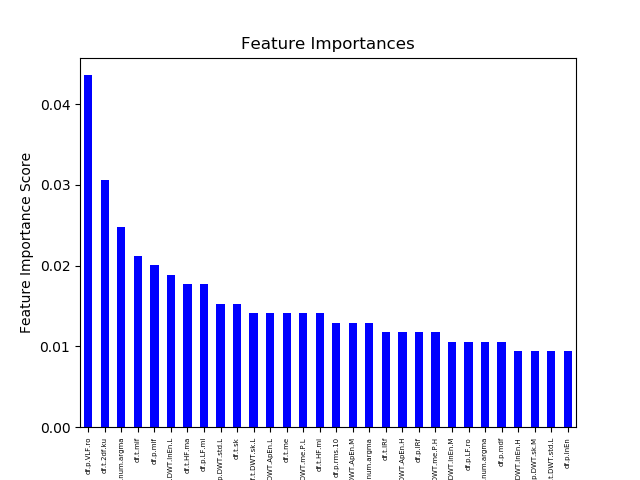 Feature Importances
Feature Importance Score
0.04
0.03
0.02
0.01
0.00
df.p.VLF.ro
df.t.2df.ku
.num.argma
df.t.mif
df.p.mif
.DWT.InEn.L
df.t.HF.ma
df.p.LF.mi
p.DWT.std.L
df.t.sk
f.t.DWT.sk.L
DWT.ApEn.L
df.t.me
DWT.me.P.L
df.t.HF.mi
df.p.rms.10
DWT.ApEn.M
.num.argma
df.t.IRf
DWT.ApEn.H
df.p.IRf
DWT.me.P.H
DWT.InEn.M
df.p.LF.ro
.num.argma
df.p.mdf
DWT.InEn.H
p.DWT.sk.M
t.DWT.std.L
df.p.InEn